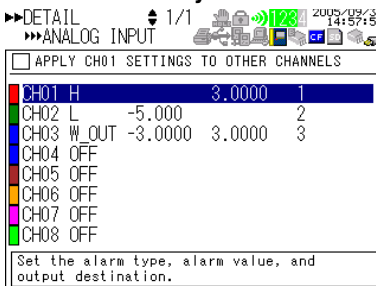 DETAIL 1/1 1234 2005/09/3
ANALOG INPUT 14:57:5
APPLY CH01 SETTINGS TO OTHER CHANNELS
CH01 H 3.0000 1
CH02 L -5.000 2
CH03 W_OUT -3.0000 3.0000 3
CH04 OFF
CH05 OFF
CH06 OFF
CH07 OFF
CH08 OFF
Set the alarm type, alarm value, and
output destination.